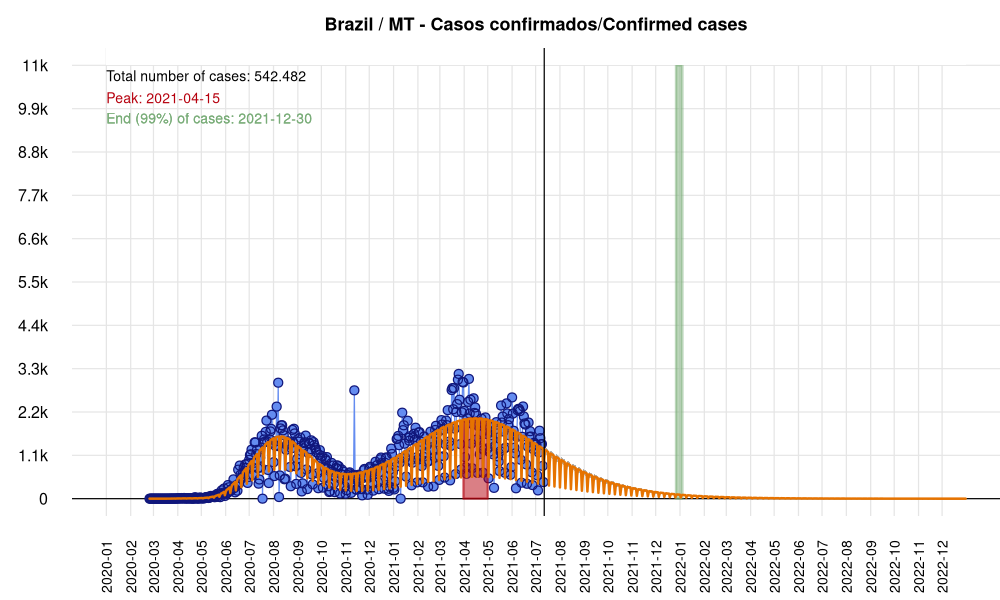 Brazil / MT - Casos confirmados/Confirmed cases
Total number of cases: 542.482
Peak: 2021-04-15
End (99%) of cases: 2021-12-30
11k
9.9k
8.8k
7.7k
6.6k
5.5k
4.4k
3.3k
2.2k
1.1k
0
2020-01
2020-02
2020-03
2020-04
2020-05
2020-06
2020-07
2020-08
2020-09
2020-10
2020-11
2020-12
2021-01
2021-02
2021-03
2021-04
2021-05
2021-06
2021-07
2021-08
2021-09
2021-10
2021-11
2021-12
2022-01
2022-02
2022-03
2022-04
2022-05
2022-06
2022-07
2022-08
2022-09
2022-10
2022-11
2022-12